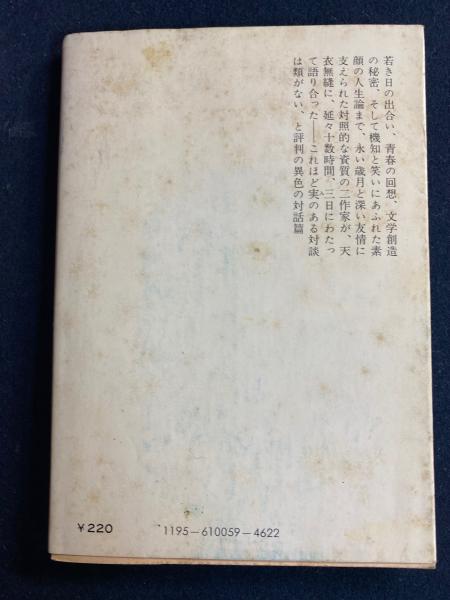 若き日の出合い、青春の回想、文学創造
の秘密、そして機知と笑いにあふれた素
顔の人生論まで、永い歳月と深い友情に
支えられた対照的な資質の二作家が、天
衣無縫に、延々十数時間、三日にわたっ
て語り合った——これほど実のある対談
は類がない、と評判の異色の対話篇
￥220
1195－610059－4622